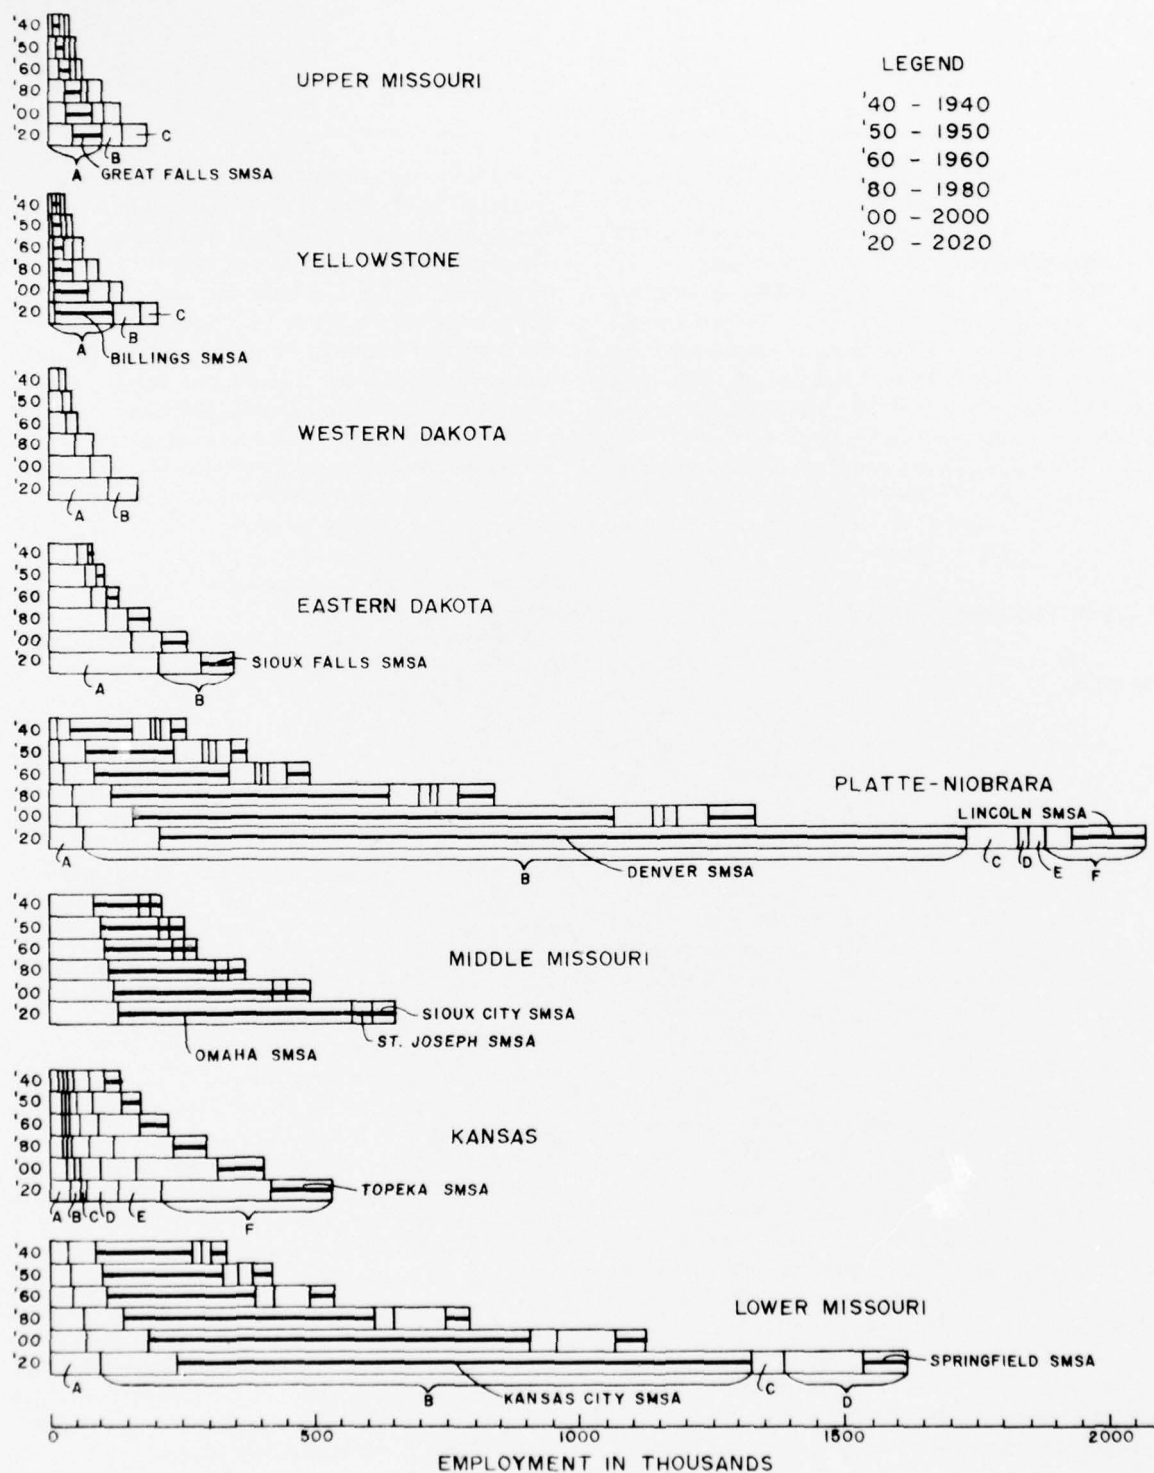 '40
'50
'60
'80
'00
'20
UPPER MISSOURI
C
B
A
GREAT FALLS SMSA
LEGEND
'40 - 1940
'50 - 1950
'60 - 1960
'80 - 1980
'00 - 2000
'20 - 2020
'40
'50
'60
'80
'00
'20
YELLOWSTONE
C
B
A
BILLINGS SMSA
'40
'50
'60
'80
'00
'20
WESTERN DAKOTA
A
B
'40
'50
'60
'80
'00
'20
EASTERN DAKOTA
SIOUX FALLS SMSA
A
B
'40
'50
'60
'80
'00
'20
PLATTE-NIOBRARA
LINCOLN SMSA
A
B
DENVER SMSA
C
D
E
F
'40
'50
'60
'80
'00
'20
MIDDLE MISSOURI
SIOUX CITY SMSA
ST. JOSEPH SMSA
OMAHA SMSA
'40
'50
'60
'80
'00
'20
KANSAS
TOPEKA SMSA
A
B
C
D
E
F
'40
'50
'60
'80
'00
'20
LOWER MISSOURI
SPRINGFIELD SMSA
A
B
KANSAS CITY SMSA
C
D
0 500 1000 1500 2000
EMPLOYMENT IN THOUSANDS